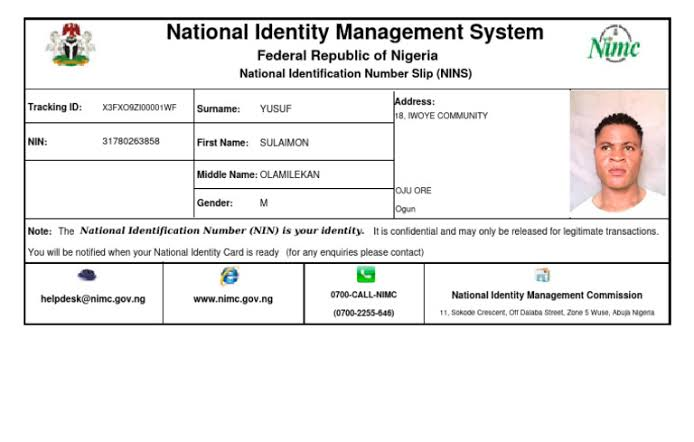 National Identity Management System
Federal Republic of Nigeria
National Identification Number Slip (NINS)
Nimc
Tracking ID: X3FXO9ZI00001WF
Surname: YUSUF
Address:
18, IWOYE COMMUNITY
NIN: 31780263858
First Name: SULAIMON
Middle Name: OLAMILEKAN
OJU ORE
Gender: M
Ogun
Note: The National Identification Number (NIN) is your identity. It is confidential and may only be released for legitimate transactions.
You will be notified when your National Identity Card is ready (for any enquiries please contact)
helpdesk@nimc.gov.ng
www.nimc.gov.ng
0700-CALL-NIMC
(0700-2255-646)
National Identity Management Commission
11, Sokode Crescent, Off Dalaba Street, Zone 5 Wuse, Abuja Nigeria